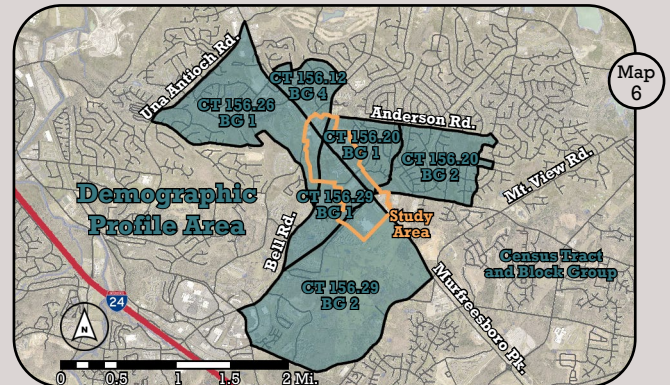 Map
6
Una Antioch Rd.
CT 156.12
BG 4
CT 156.26
BG 1
Anderson Rd.
CT 156.20
BG 1
CT 156.20
BG 2
Mt. View Rd.
Demographic
Profile Area
CT 156.29
BG 1
Study
Area
Bell Rd.
Census Tract
and Block Group
CT 156.29
BG 2
Murfreesboro Pk.
24
N
0 0.5 1 1.5 2 Mi.